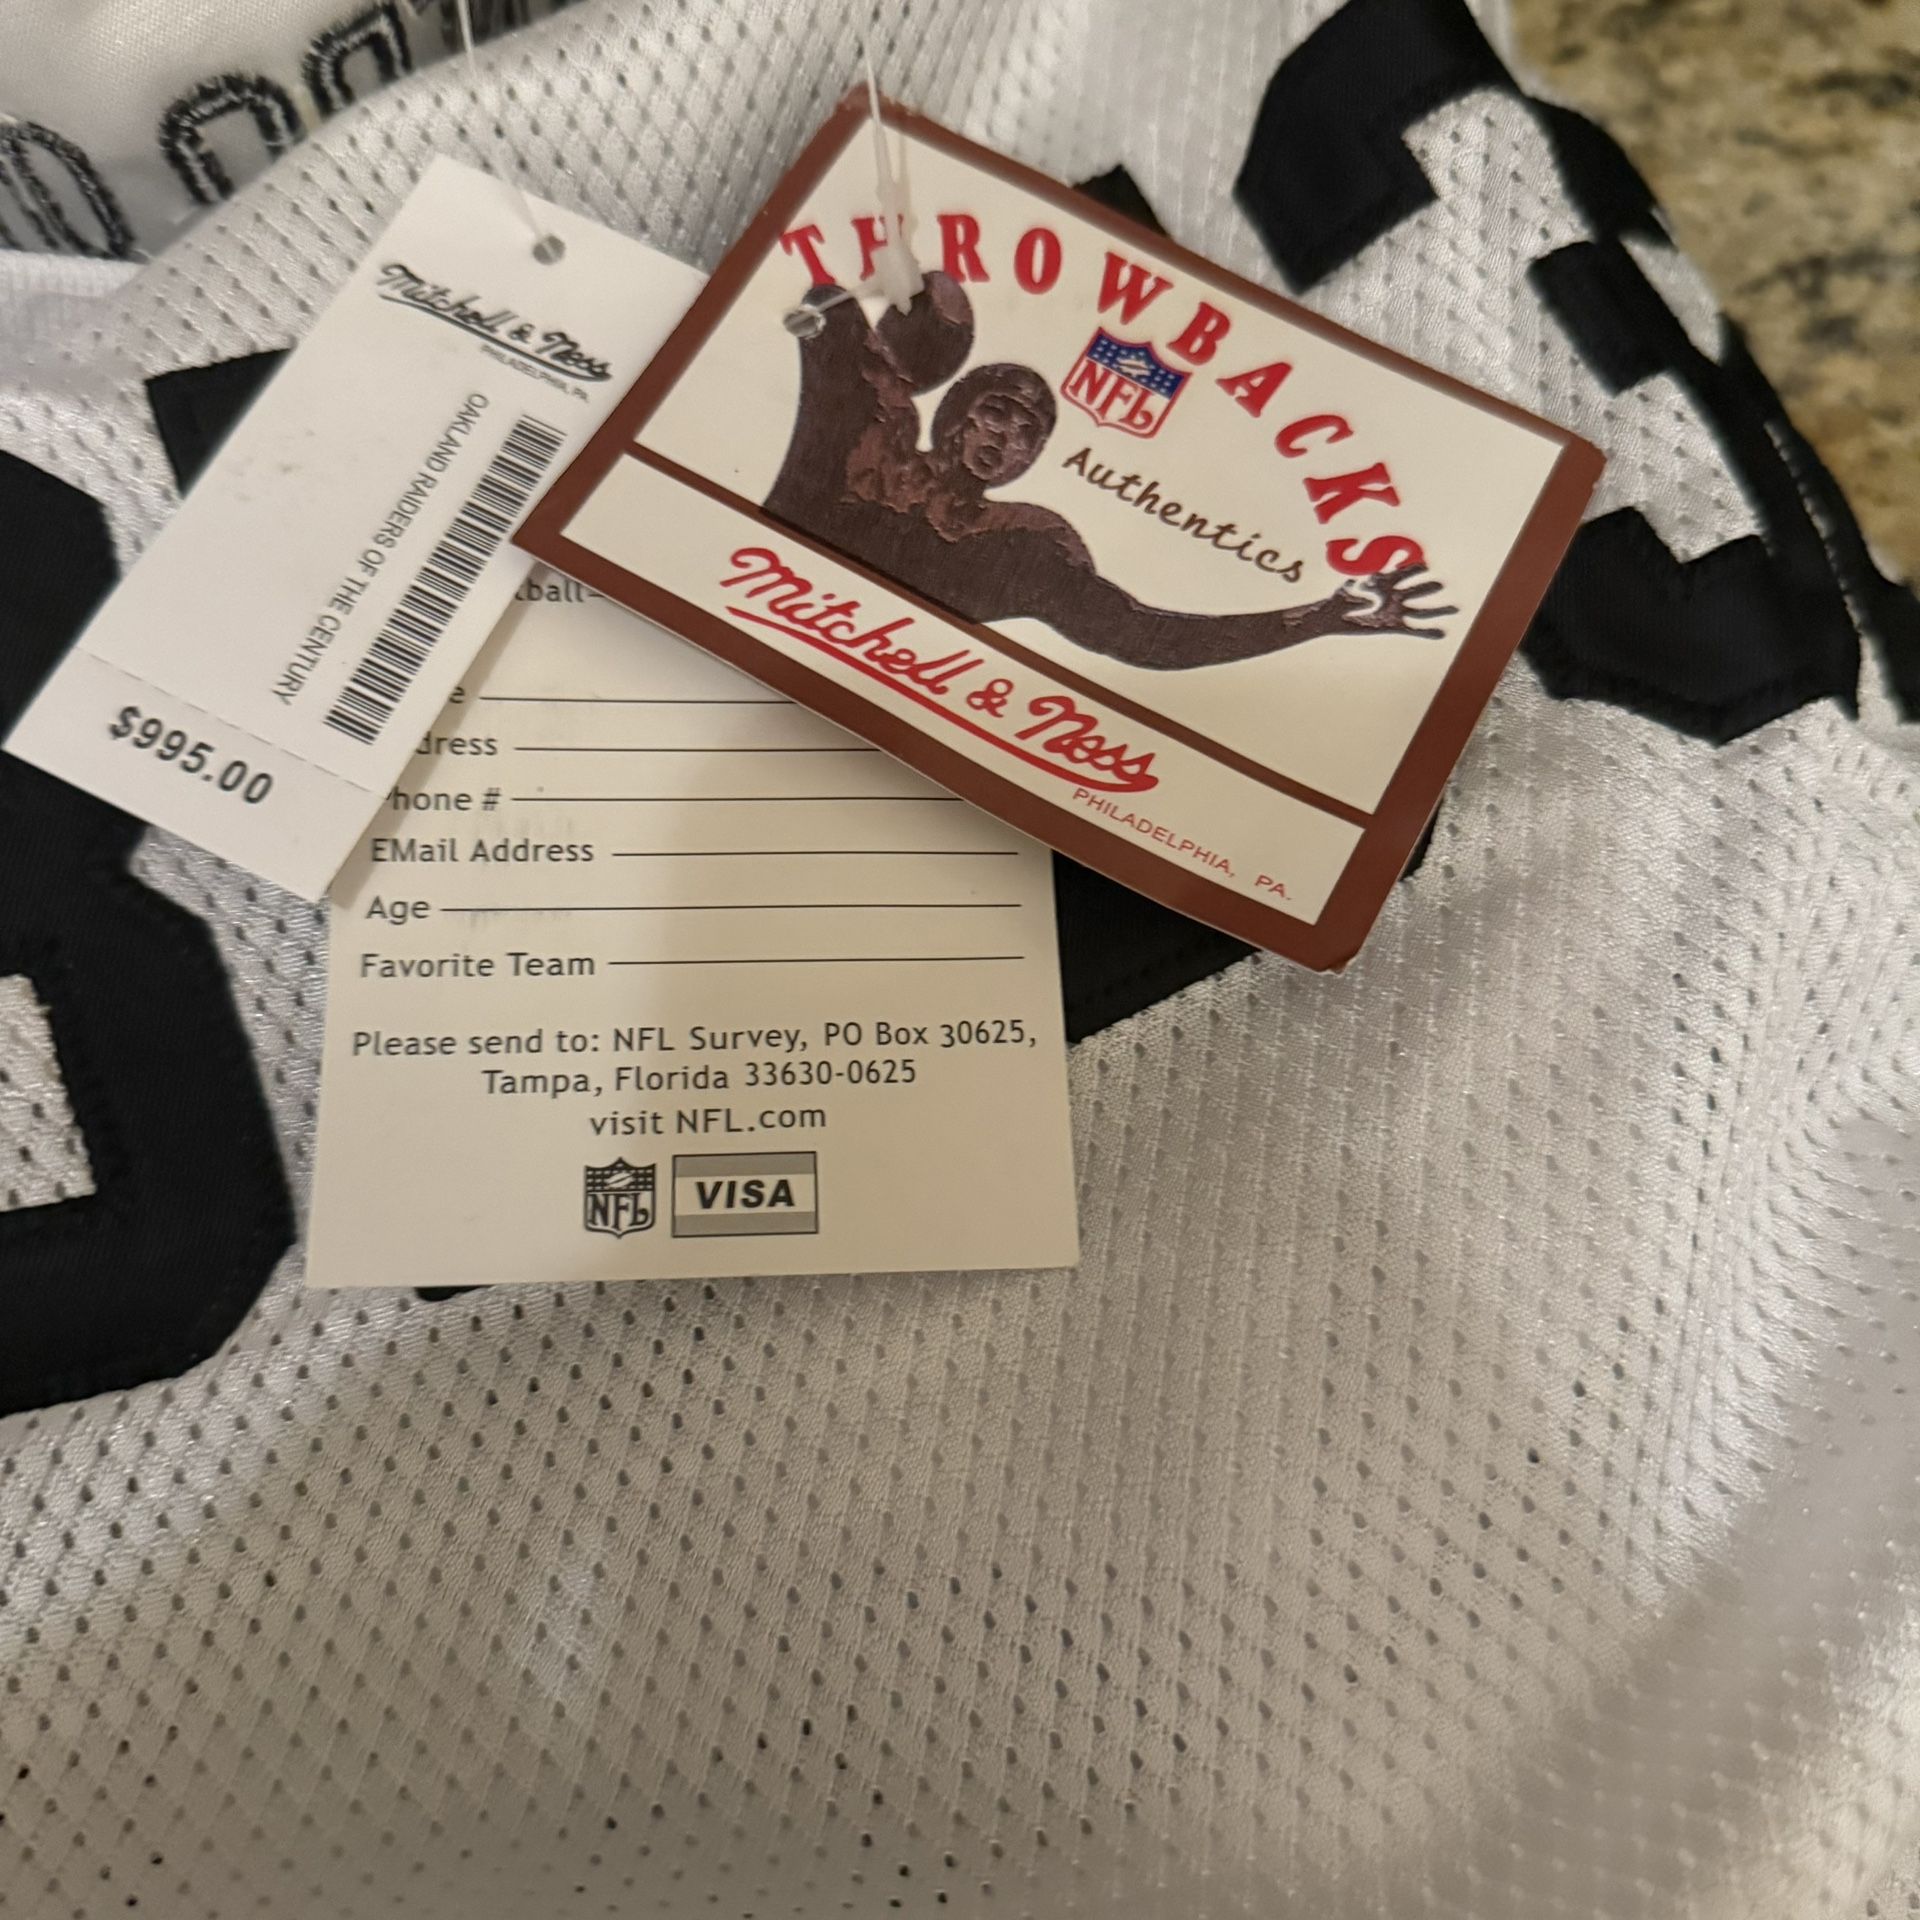 Mitchell & Ness
PHILADELPHIA, PA.
OAKLAND RAIDERS OF THE CENTURY
$995.00
THROWBACKS
NFL
Authentics
Mitchell & Ness
PHILADELPHIA, PA.
Phone #
EMail Address
Age
Favorite Team
Please send to: NFL Survey, PO Box 30625,
Tampa, Florida 33630-0625
visit NFL.com
NFL
VISA